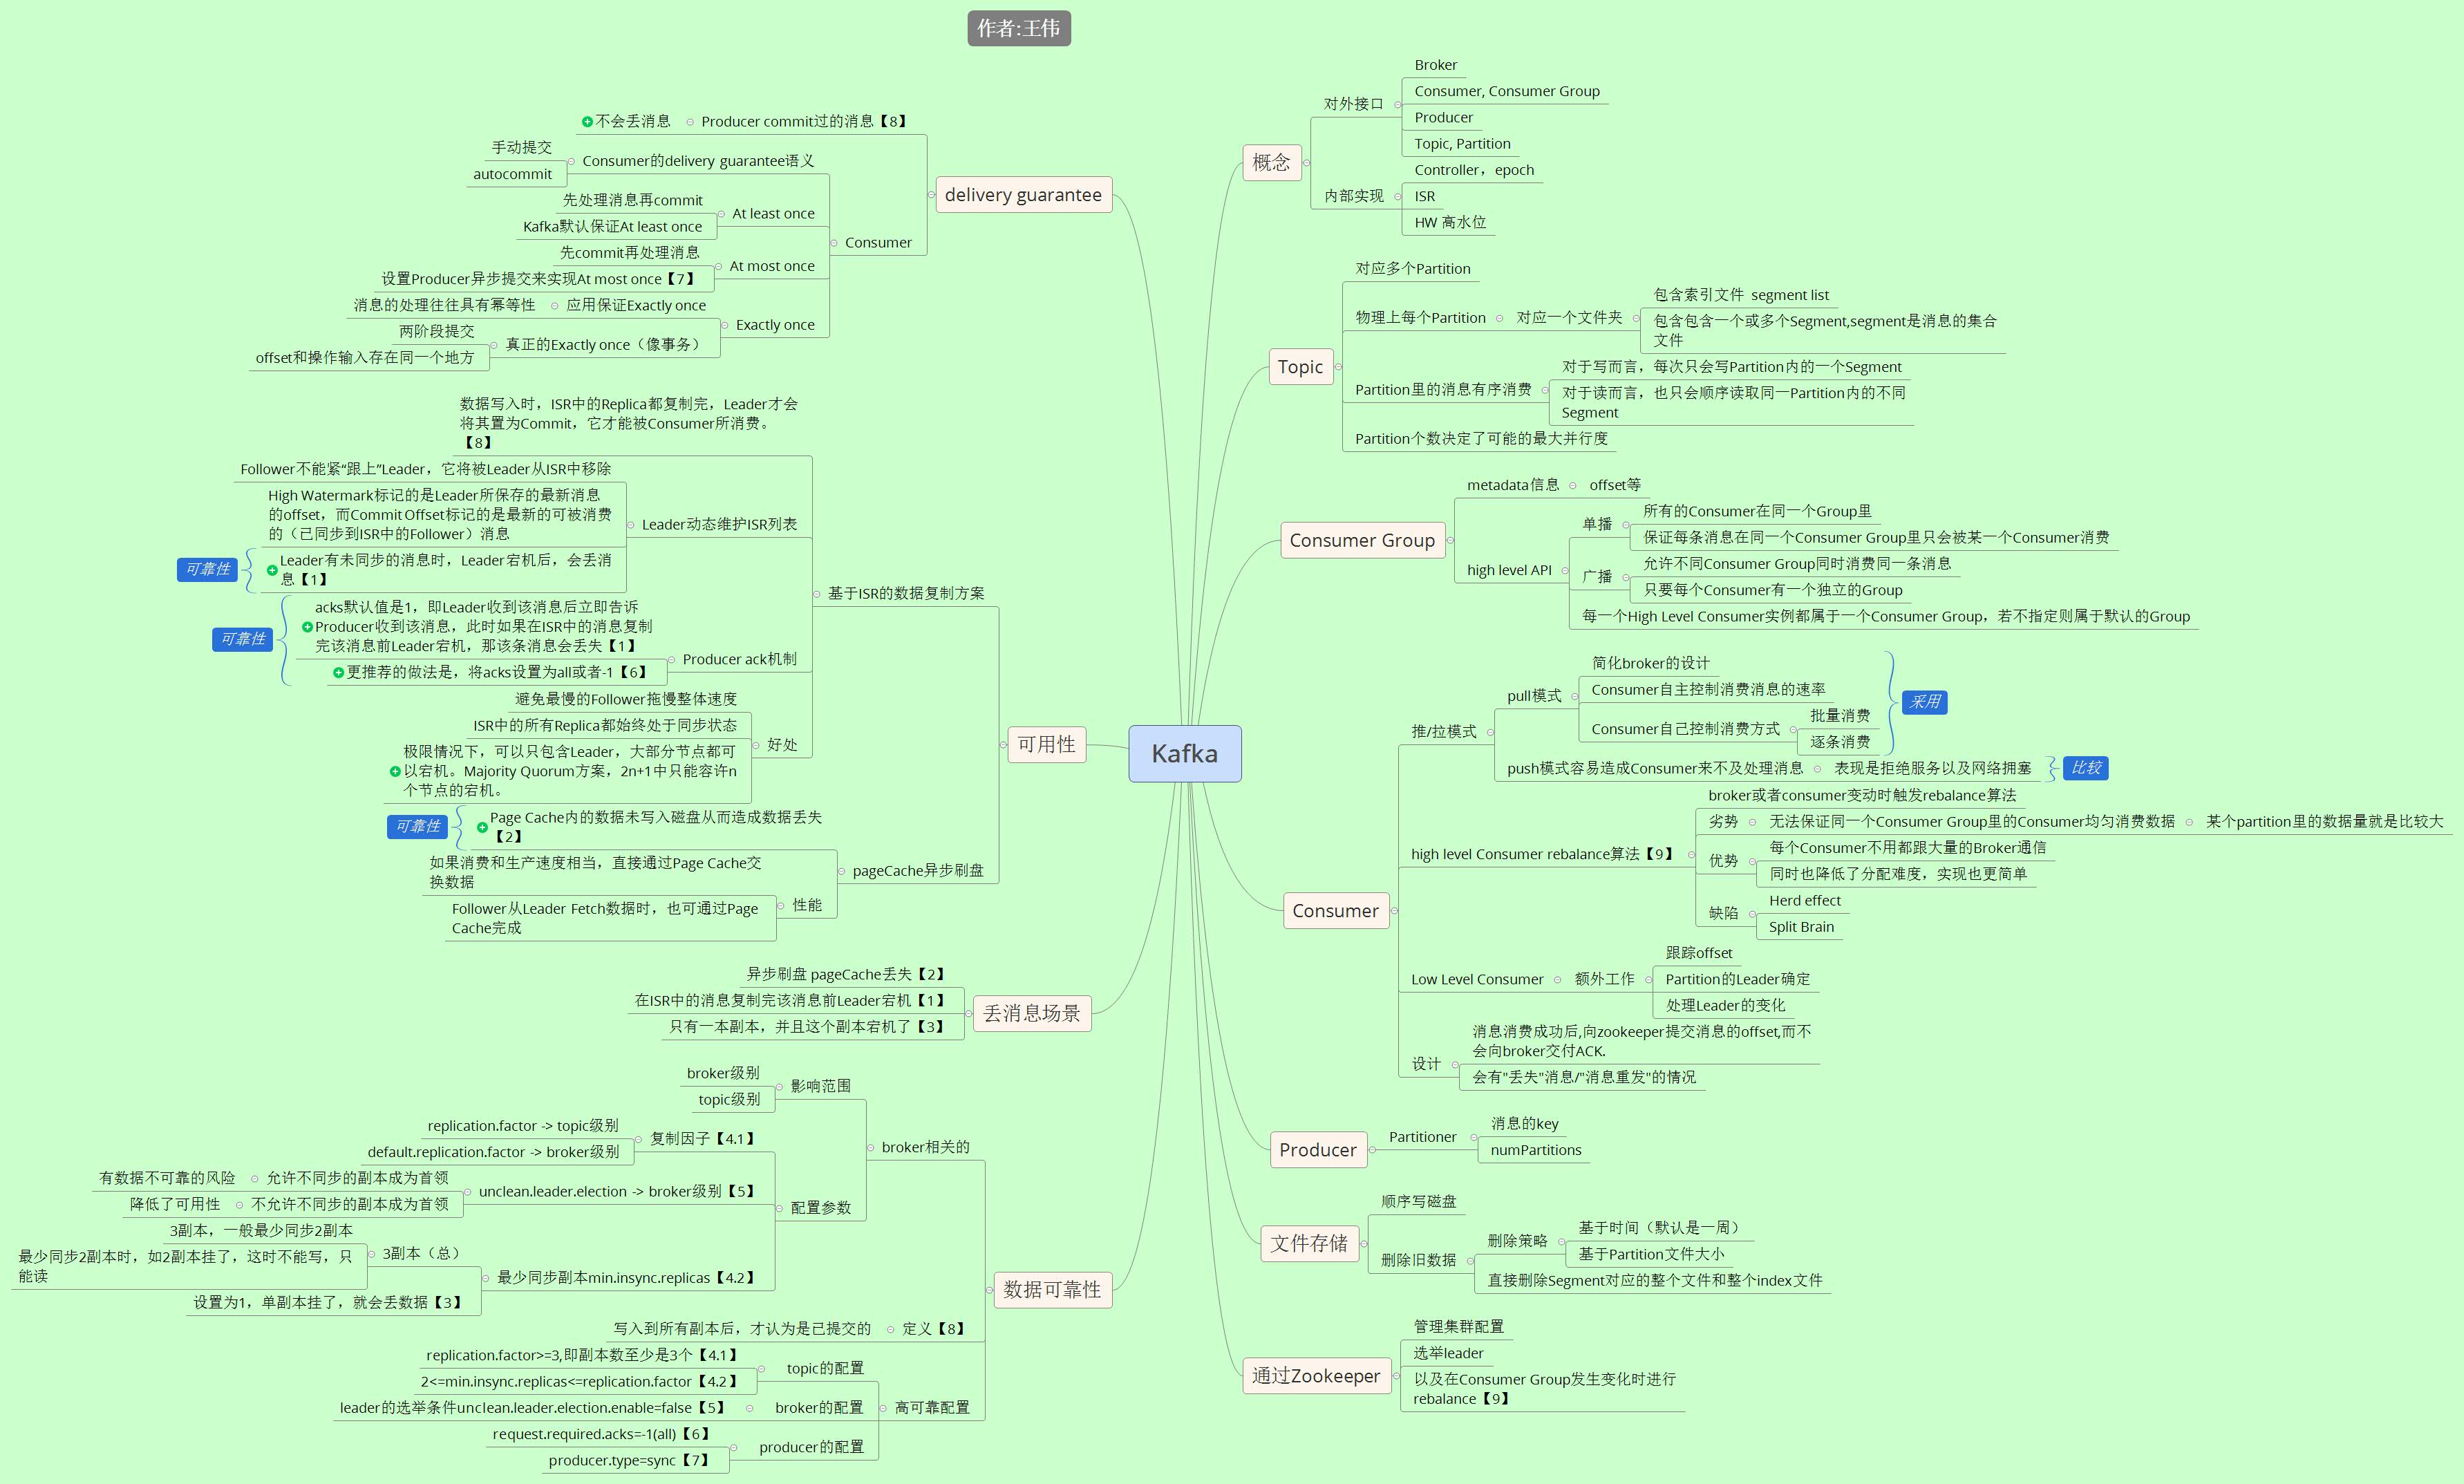 作者:王伟
Kafka
概念
对外接口
Broker
Consumer, Consumer Group
Producer
Topic, Partition
内部实现
Controller，epoch
ISR
HW 高水位
Topic
对应多个Partition
物理上每个Partition
对应一个文件夹
包含索引文件 segment list
包含包含一个或多个Segment,segment是消息的集合
文件
Partition里的消息有序消费
对于写而言，每次只会写Partition内的一个Segment
对于读而言，也只会顺序读取同一Partition内的不同
Segment
Partition个数决定了可能的最大并行度
Consumer Group
metadata信息
offset等
high level API
单播
所有的Consumer在同一个Group里
保证每条消息在同一个Consumer Group里只会被某一个Consumer消费
广播
允许不同Consumer Group同时消费同一条消息
只要每个Consumer有一个独立的Group
每一个High Level Consumer实例都属于一个Consumer Group，若不指定则属于默认的Group
Consumer
推/拉模式
pull模式
简化broker的设计
Consumer自主控制消费消息的速率
Consumer自己控制消费方式
批量消费
逐条消费
采用
push模式容易造成Consumer来不及处理消息
表现是拒绝服务以及网络拥塞
比较
high level Consumer rebalance算法【9】
broker或者consumer变动时触发rebalance算法
劣势
无法保证同一个Consumer Group里的Consumer均匀消费数据
某个partition里的数据量就是比较大
优势
每个Consumer不用都跟大量的Broker通信
同时也降低了分配难度，实现也更简单
缺陷
Herd effect
Split Brain
Low Level Consumer
额外工作
跟踪offset
Partition的Leader确定
处理Leader的变化
设计
消息消费成功后,向zookeeper提交消息的offset,而不
会向broker交付ACK.
会有"丢失"消息/"消息重发"的情况
Producer
Partitioner
消息的key
numPartitions
文件存储
顺序写磁盘
删除旧数据
删除策略
基于时间（默认是一周）
基于Partition文件大小
直接删除Segment对应的整个文件和整个index文件
通过Zookeeper
管理集群配置
选举leader
以及在Consumer Group发生变化时进行
rebalance【9】
delivery guarantee
Producer commit过的消息【8】
不会丢消息
Consumer
Consumer的delivery guarantee语义
手动提交
autocommit
At least once
先处理消息再commit
Kafka默认保证At least once
At most once
先commit再处理消息
设置Producer异步提交来实现At most once【7】
Exactly once
应用保证Exactly once
消息的处理往往具有幂等性
真正的Exactly once（像事务）
两阶段提交
offset和操作输入存在同一个地方
可用性
基于ISR的数据复制方案
数据写入时，ISR中的Replica都复制完，Leader才会
将其置为Commit，它才能被Consumer所消费。
【8】
Leader动态维护ISR列表
Follower不能紧“跟上”Leader，它将被Leader从ISR中移除
High Watermark标记的是Leader所保存的最新消息
的offset，而Commit Offset标记的是最新的可被消费
的（已同步到ISR中的Follower）消息
Leader有未同步的消息时，Leader宕机后，会丢消
息【1】
可靠性
Producer ack机制
acks默认值是1，即Leader收到该消息后立即告诉
Producer收到该消息，此时如果在ISR中的消息复制
完该消息前Leader宕机，那该条消息会丢失【1】
更推荐的做法是，将acks设置为all或者-1【6】
可靠性
好处
避免最慢的Follower拖慢整体速度
ISR中的所有Replica都始终处于同步状态
极限情况下，可以只包含Leader，大部分节点都可
以宕机。Majority Quorum方案，2n+1中只能容许n
个节点的宕机。
pageCache异步刷盘
Page Cache内的数据未写入磁盘从而造成数据丢失
【2】
可靠性
性能
如果消费和生产速度相当，直接通过Page Cache交
换数据
Follower从Leader Fetch数据时，也可通过Page
Cache完成
丢消息场景
异步刷盘 pageCache丢失【2】
在ISR中的消息复制完该消息前Leader宕机【1】
只有一本副本，并且这个副本宕机了【3】
数据可靠性
broker相关的
影响范围
broker级别
topic级别
配置参数
复制因子【4.1】
replication.factor -> topic级别
default.replication.factor -> broker级别
unclean.leader.election -> broker级别【5】
允许不同步的副本成为首领
有数据不可靠的风险
不允许不同步的副本成为首领
降低了可用性
最少同步副本min.insync.replicas【4.2】
3副本（总）
3副本，一般最少同步2副本
最少同步2副本时，如2副本挂了，这时不能写，只
能读
设置为1，单副本挂了，就会丢数据【3】
定义【8】
写入到所有副本后，才认为是已提交的
高可靠配置
topic的配置
replication.factor>=3,即副本数至少是3个【4.1】
2<=min.insync.replicas<=replication.factor【4.2】
broker的配置
leader的选举条件unclean.leader.election.enable=false【5】
producer的配置
request.required.acks=-1(all)【6】
producer.type=sync【7】